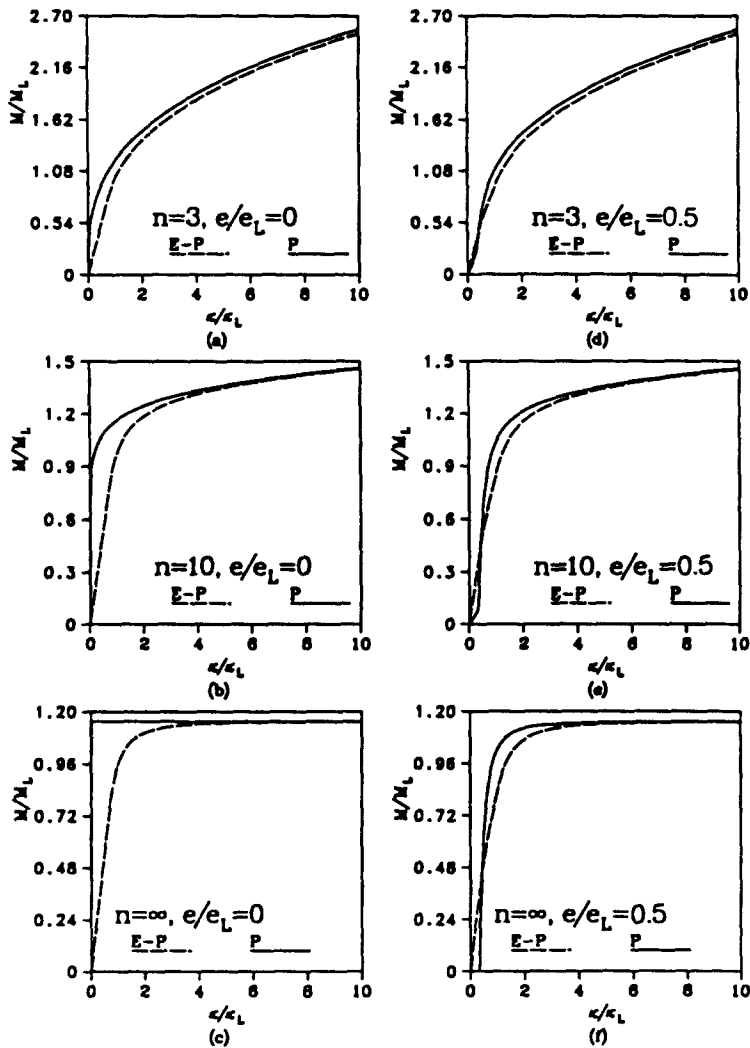 2.70
2.16
1.62
1.08
0.54
0
M/M_L
n=3, e/e_L=0
E-P P
0 2 4 6 8 10
κ/κ_L
(a)
2.70
2.16
1.62
1.08
0.54
0
M/M_L
n=3, e/e_L=0.5
E-P P
0 2 4 6 8 10
κ/κ_L
(d)
1.5
1.2
0.9
0.6
0.3
0
M/M_L
n=10, e/e_L=0
E-P P
0 2 4 6 8 10
κ/κ_L
(b)
1.5
1.2
0.9
0.6
0.3
0
M/M_L
n=10, e/e_L=0.5
E-P P
0 2 4 6 8 10
κ/κ_L
(e)
1.20
0.96
0.72
0.48
0.24
0
M/M_L
n=∞, e/e_L=0
E-P P
0 2 4 6 8 10
κ/κ_L
(c)
1.20
0.96
0.72
0.48
0.24
0
M/M_L
n=∞, e/e_L=0.5
E-P P
0 2 4 6 8 10
κ/κ_L
(f)